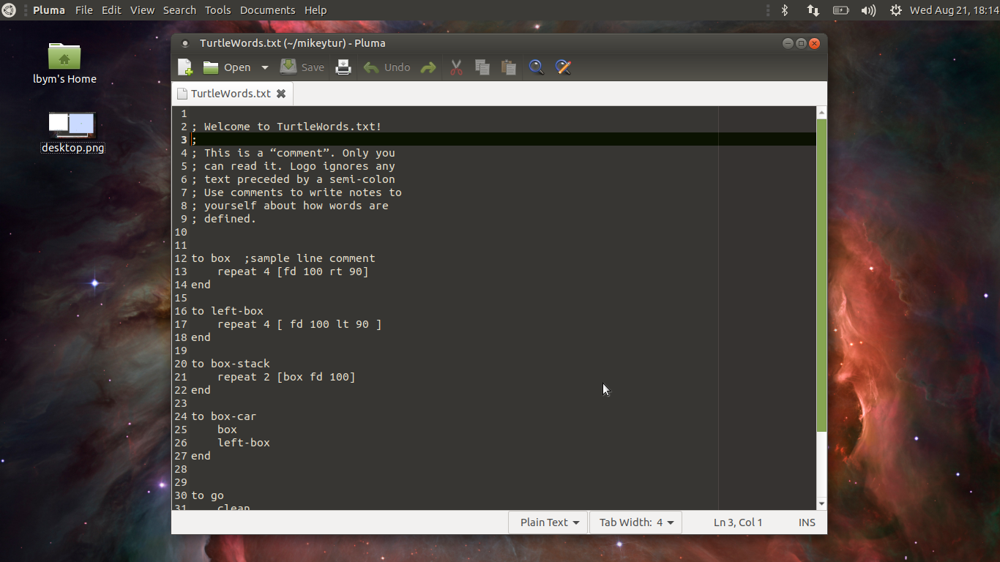 Pluma File Edit View Search Tools Documents Help Wed Aug 21, 18:14
lbym's Home
desktop.png
TurtleWords.txt (~/mikeytur) - Pluma
Open Save Undo
TurtleWords.txt
1
2 ; Welcome to TurtleWords.txt!
3 ;
4 ; This is a “comment”. Only you
5 ; can read it. Logo ignores any
6 ; text preceded by a semi-colon
7 ; Use comments to write notes to
8 ; yourself about how words are
9 ; defined.
10
11
12 to box  ;sample line comment
13     repeat 4 [fd 100 rt 90]
14 end
15
16 to left-box
17     repeat 4 [ fd 100 lt 90 ]
18 end
19
20 to box-stack
21     repeat 2 [box fd 100]
22 end
23
24 to box-car
25     box
26     left-box
27 end
28
29
30 to go
31     clean
Plain Text Tab Width: 4 Ln 3, Col 1 INS